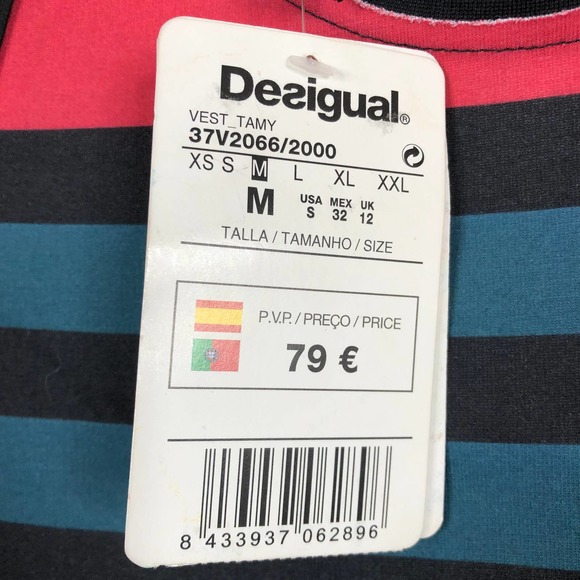 Desigual®
VEST_TAMY
37V2066/2000
XS S M L XL XXL
M USA MEX UK
S 32 12
TALLA / TAMANHO / SIZE
P.V.P. / PREÇO / PRICE
79 €
8 433937 062896